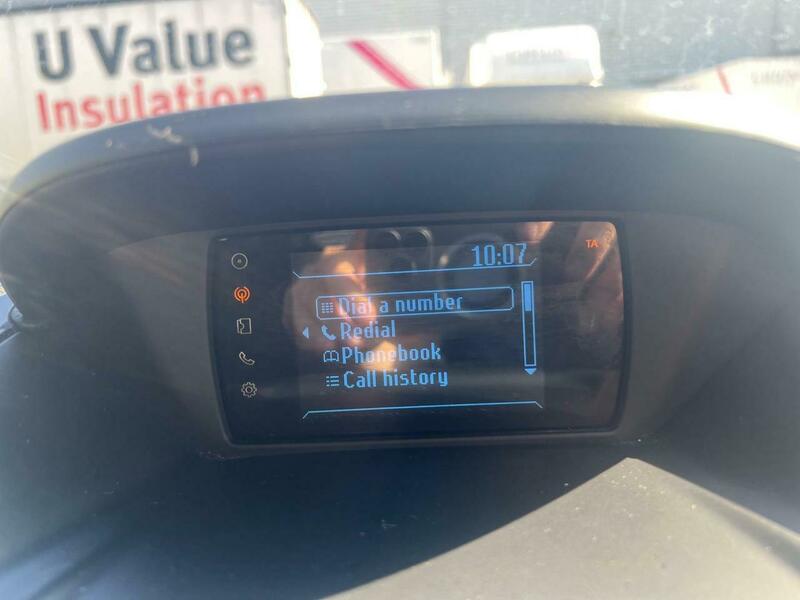 U Value
Insulation
10:07
TA
Dial a number
Redial
Phonebook
Call history